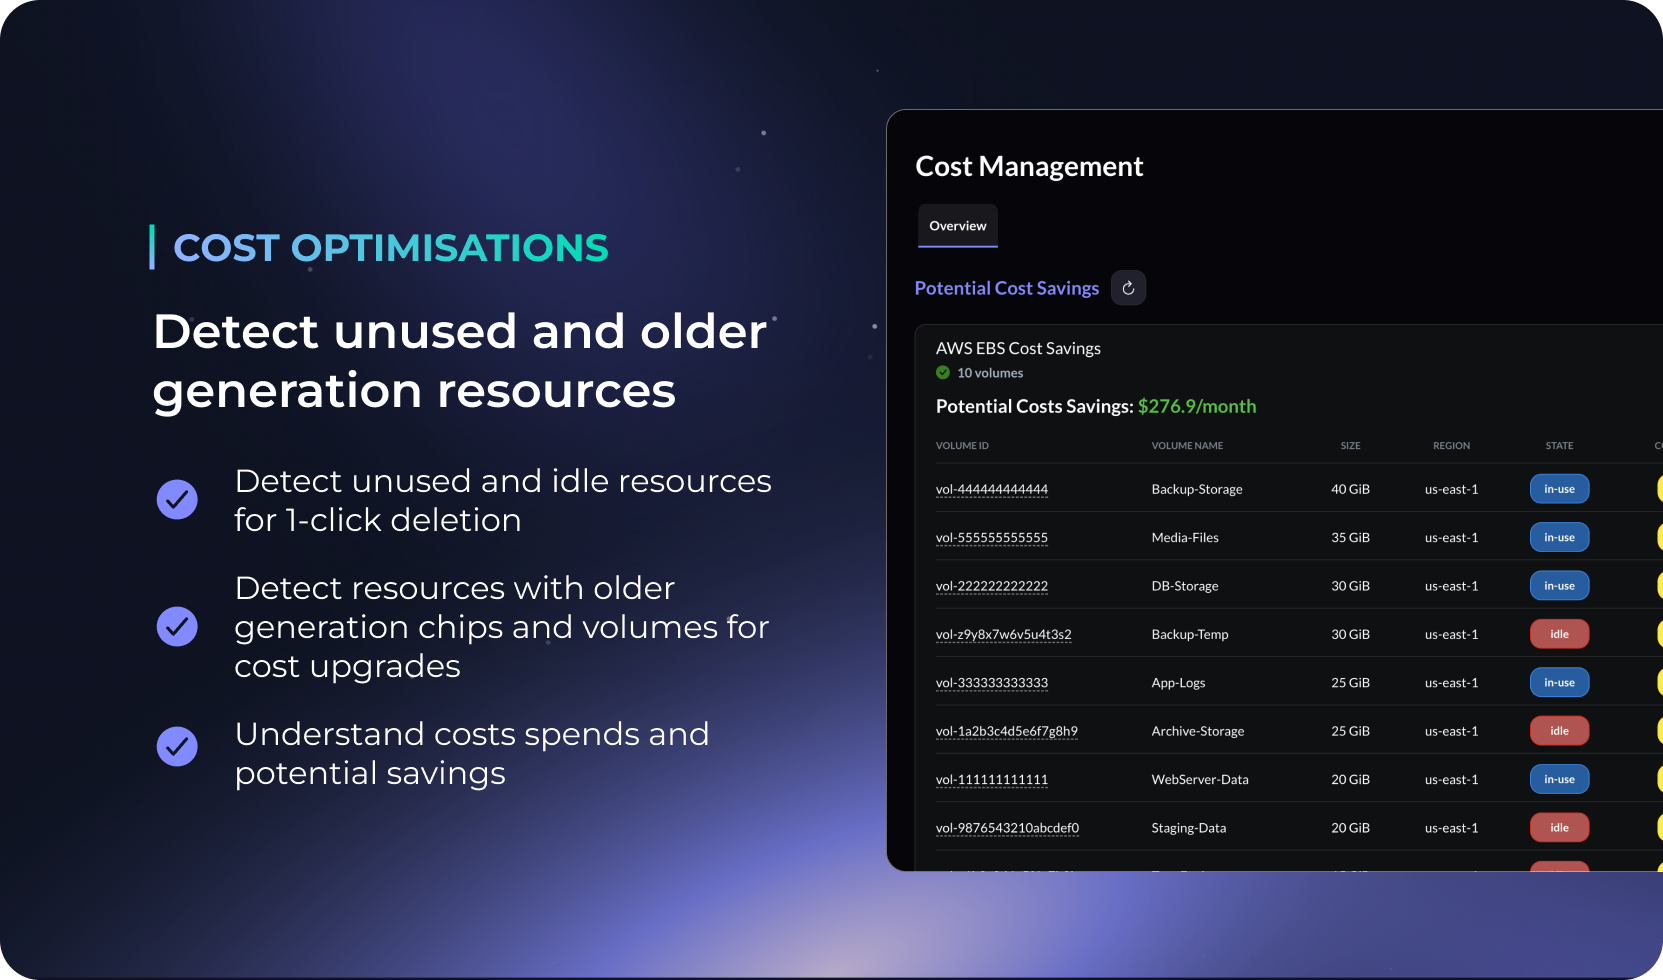 COST OPTIMISATIONS
Detect unused and older
generation resources
Detect unused and idle resources
for 1-click deletion
Detect resources with older
generation chips and volumes for
cost upgrades
Understand costs spends and
potential savings
Cost Management
Overview
Potential Cost Savings
AWS EBS Cost Savings
10 volumes
Potential Costs Savings: $276.9/month
VOLUME ID VOLUME NAME SIZE REGION STATE
vol-444444444444 Backup-Storage 40 GiB us-east-1 in-use
vol-555555555555 Media-Files 35 GiB us-east-1 in-use
vol-222222222222 DB-Storage 30 GiB us-east-1 in-use
vol-z9y8x7w6v5u4t3s2 Backup-Temp 30 GiB us-east-1 idle
vol-333333333333 App-Logs 25 GiB us-east-1 in-use
vol-1a2b3c4d5e6f7g8h9 Archive-Storage 25 GiB us-east-1 idle
vol-111111111111 WebServer-Data 20 GiB us-east-1 in-use
vol-9876543210abcdef0 Staging-Data 20 GiB us-east-1 idle